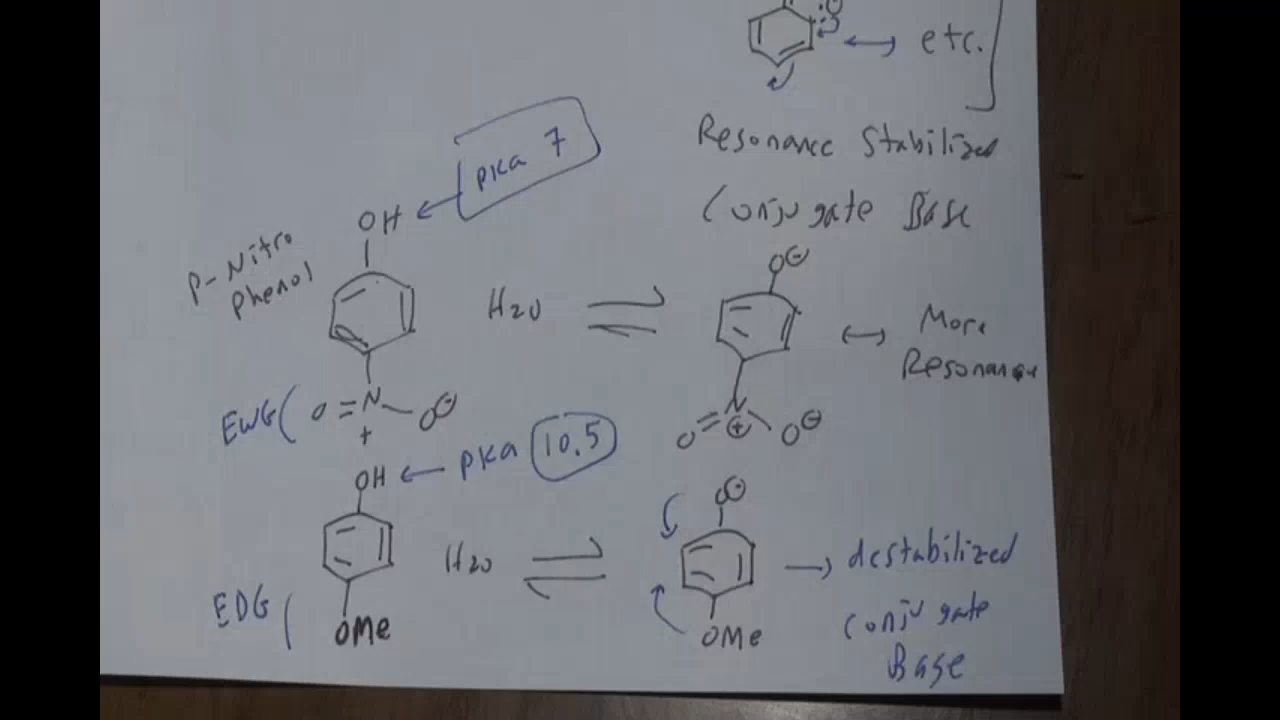 etc.
Resonance Stabilized
Conjugate Base
pKa 7
OH
P-Nitro
Phenol
H2O
O⊖
More
Resonance
EWG
O=N-O⊖
+
O=N-O⊖
⊕
OH
pKa 10.5
H2O
O⊖
destabilized
Conjugate
Base
EDG
OMe
OMe